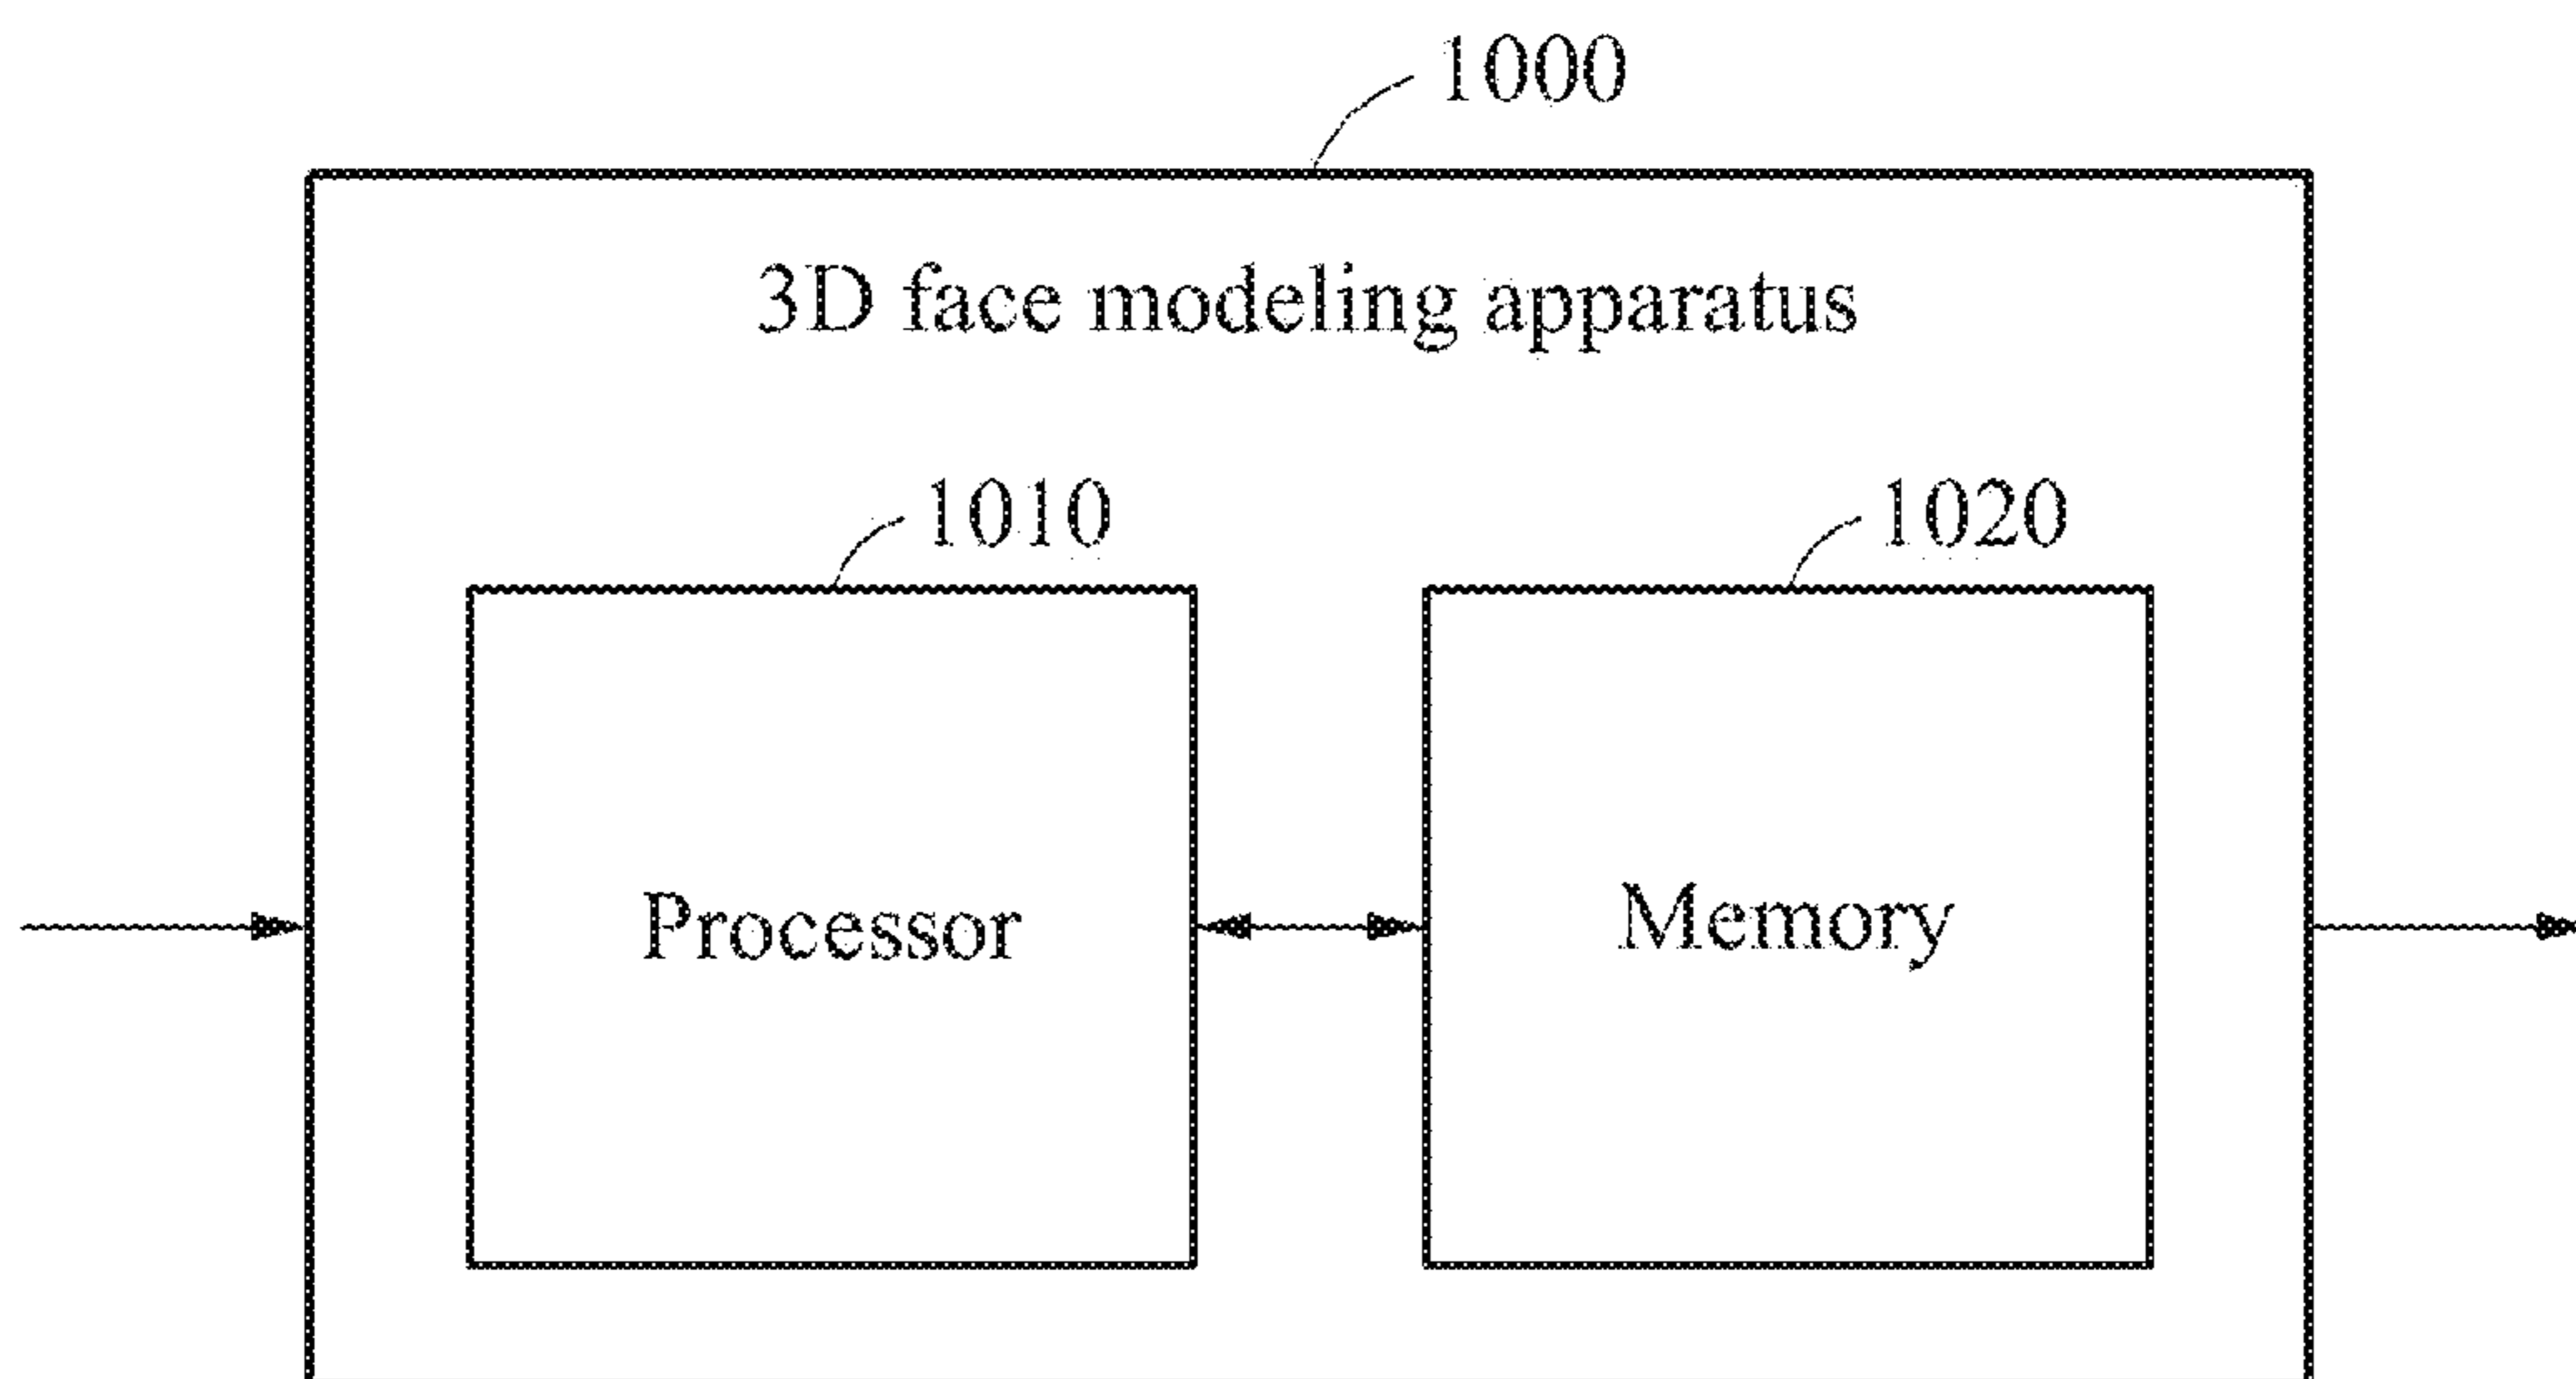 1000
3D face modeling apparatus
1010
1020
Processor
Memory